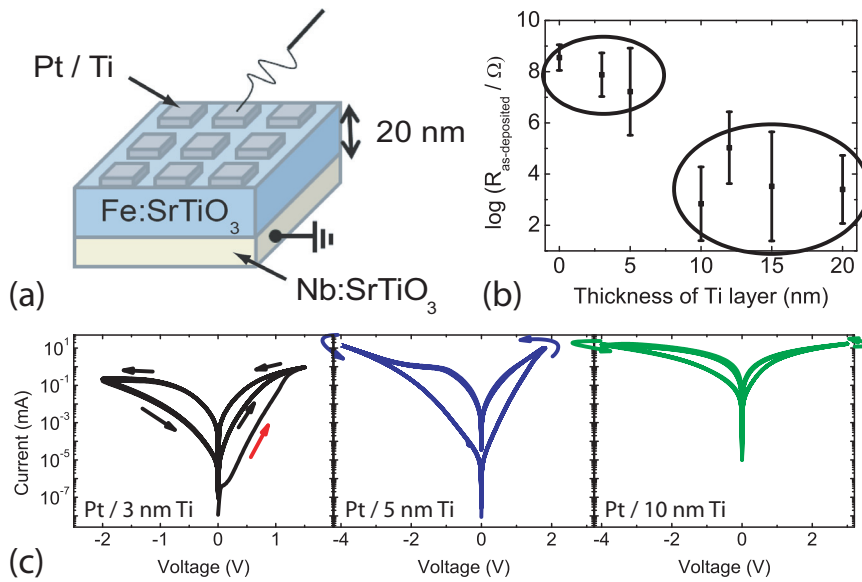 Pt / Ti
20 nm
Fe:SrTiO3
Nb:SrTiO3
(a)
log (Ras-deposited / Ω)
10
8
6
4
2
0 5 10 15 20
Thickness of Ti layer (nm)
(b)
Current (mA)
10^1
10^-1
10^-3
10^-5
10^-7
Pt / 3 nm Ti
-2 -1 0 1
Voltage (V)
Pt / 5 nm Ti
-4 -2 0 2
Voltage (V)
Pt / 10 nm Ti
-4 -2 0 2
Voltage (V)
(c)